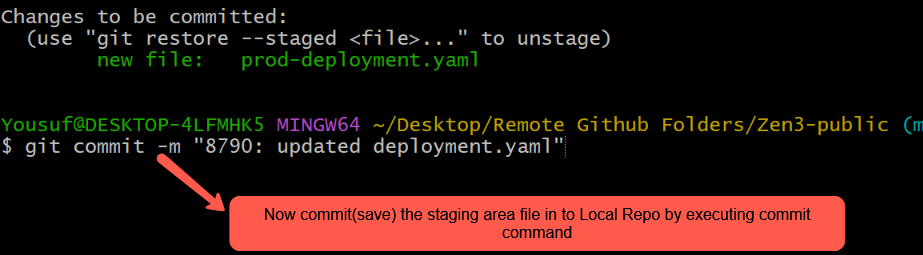 Changes to be committed:
(use "git restore --staged <file>..." to unstage)
new file: prod-deployment.yaml
Yousuf@DESKTOP-4LFMHK5 MINGW64 ~/Desktop/Remote Github Folders/Zen3-public (m
$ git commit -m "8790: updated deployment.yaml"
Now commit(save) the staging area file in to Local Repo by executing commit
command